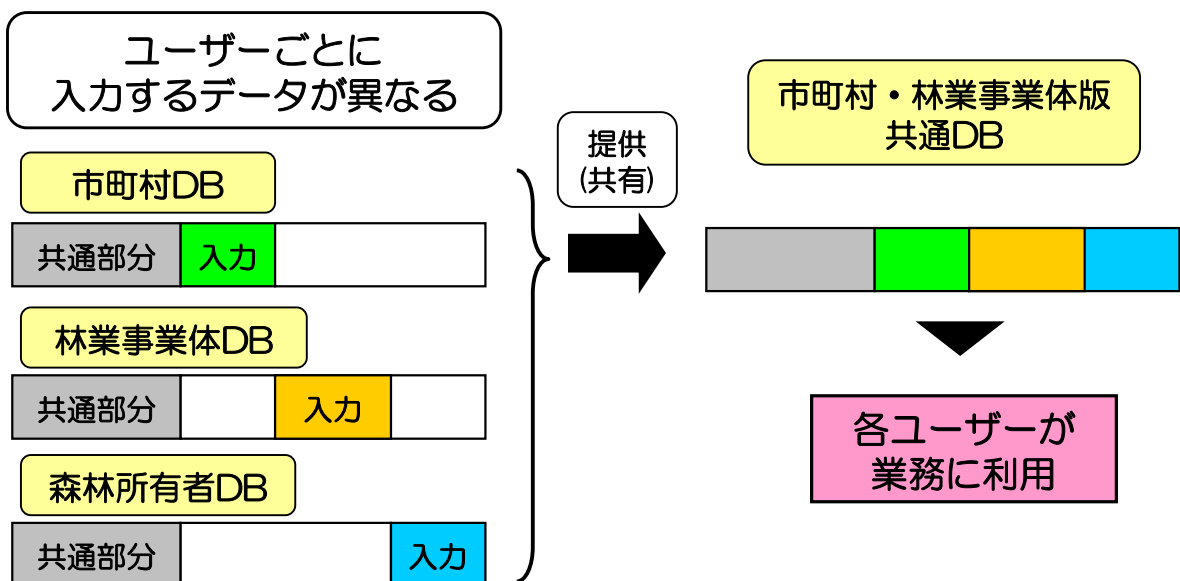 ユーザーごとに
入力するデータが異なる
市町村DB
共通部分
入力
林業事業体DB
共通部分
入力
森林所有者DB
共通部分
入力
提供
(共有)
市町村・林業事業体版
共通DB
各ユーザーが
業務に利用